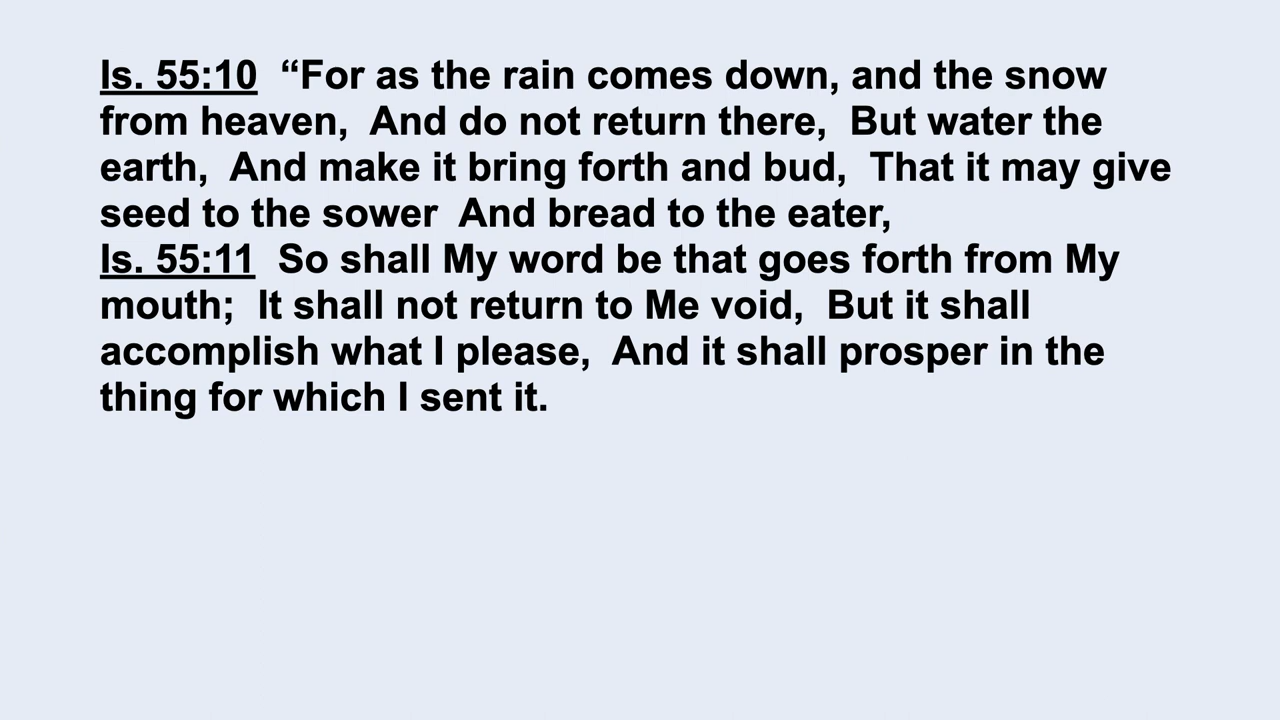 Is. 55:10  “For as the rain comes down, and the snow
from heaven,  And do not return there,  But water the
earth,  And make it bring forth and bud,  That it may give
seed to the sower  And bread to the eater,
Is. 55:11  So shall My word be that goes forth from My
mouth;  It shall not return to Me void,  But it shall
accomplish what I please,  And it shall prosper in the
thing for which I sent it.